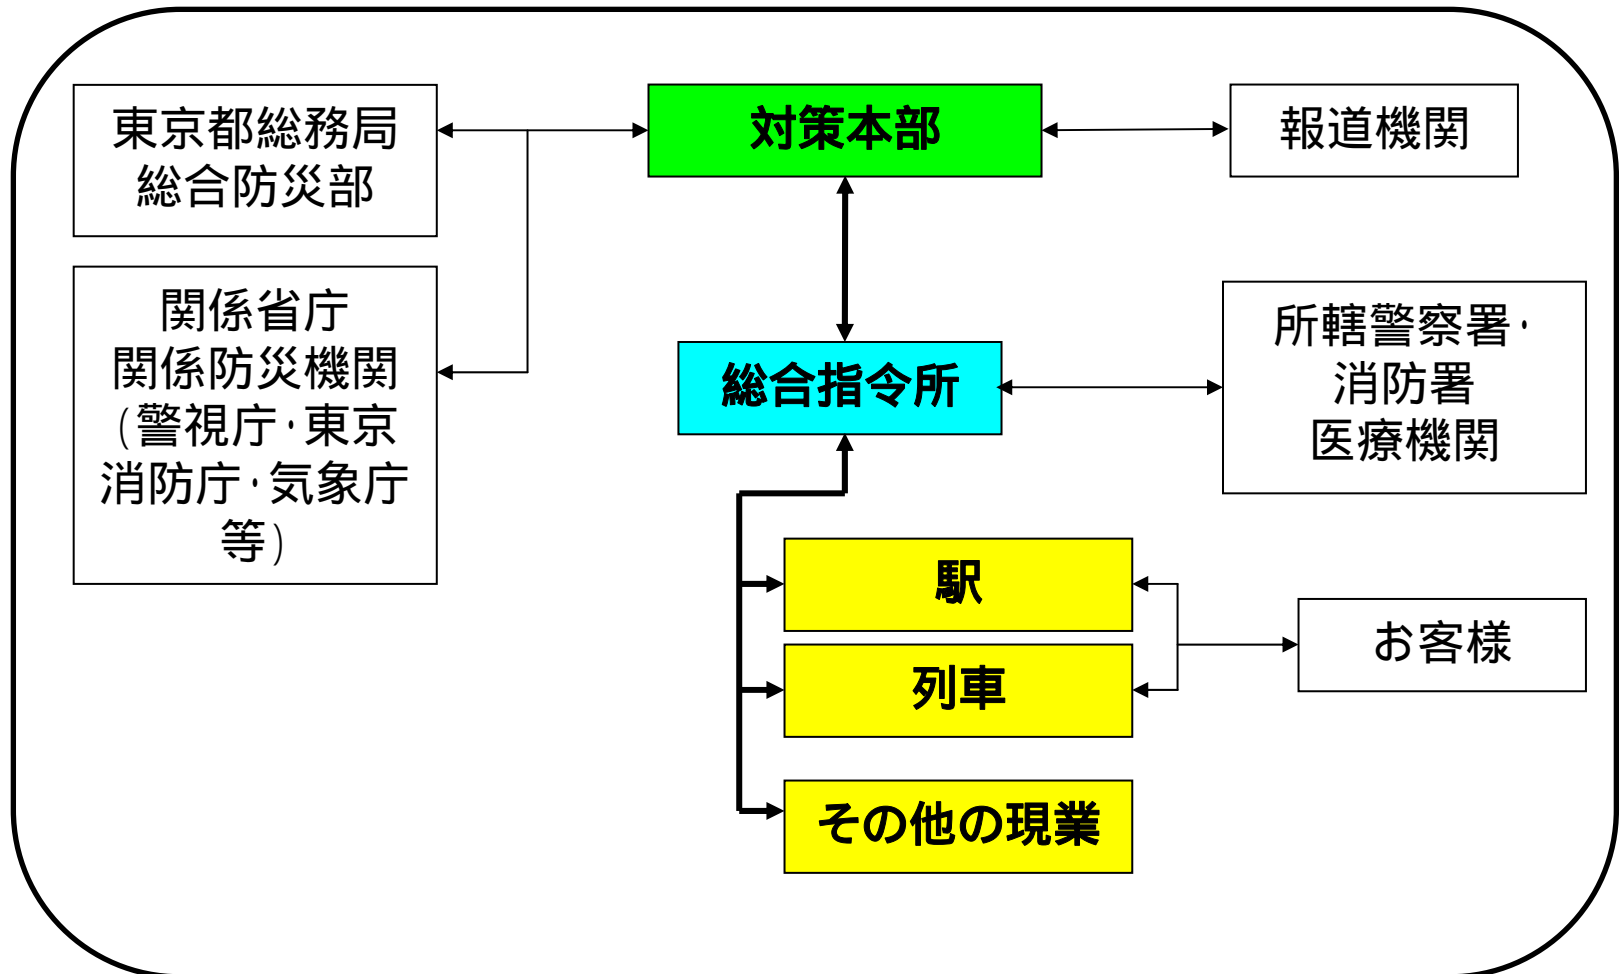 東京都総務局
総合防災部
対策本部
報道機関
関係省庁
関係防災機関
(警視庁・東京
消防庁・気象庁
等)
総合指令所
所轄警察署・
消防署
医療機関
駅
列車
お客様
その他の現業